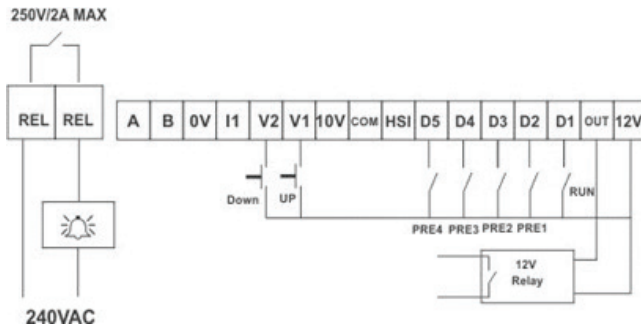 250V/2A MAX
REL REL A B 0V I1 V2 V1 10V COM HSI D5 D4 D3 D2 D1 OUT 12V
Down UP RUN
PRE4 PRE3 PRE2 PRE1
12V
Relay
240VAC